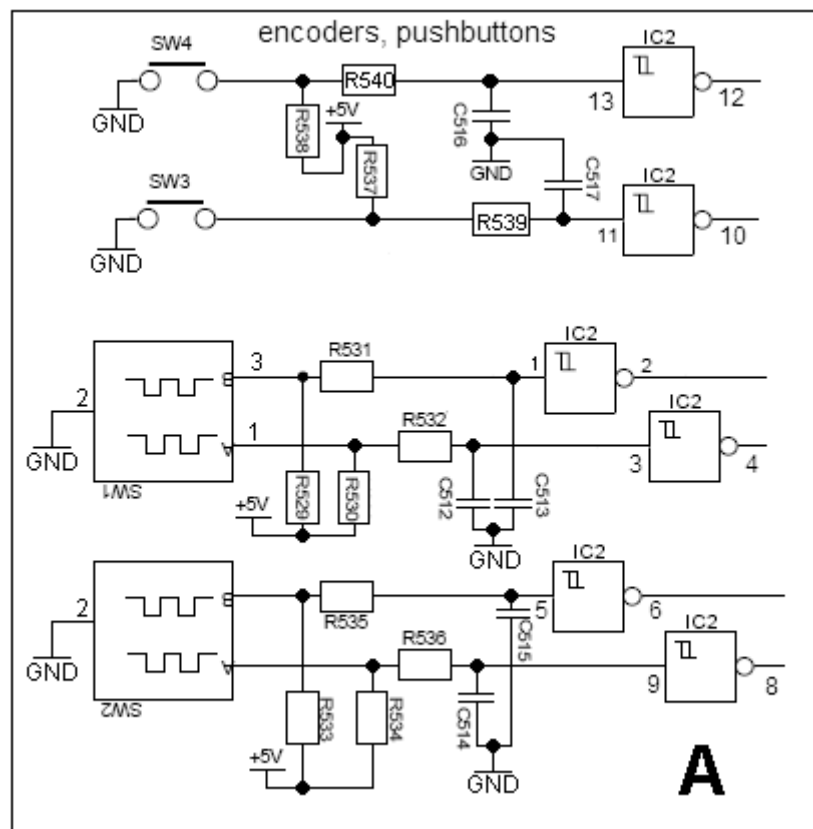 encoders, pushbuttons
SW4
IC2
R540
13
12
GND
+5V
R538
C516
R537
GND
C517
SW3
IC2
R539
11
10
GND
IC2
3
R531
1
2
B
2
IC2
1
R532
3
4
A
GND
SW1
R529
R530
C512
C513
+5V
GND
IC2
2
B
R535
5
6
C515
IC2
R536
9
8
A
GND
SW2
R533
R534
C514
+5V
GND
A